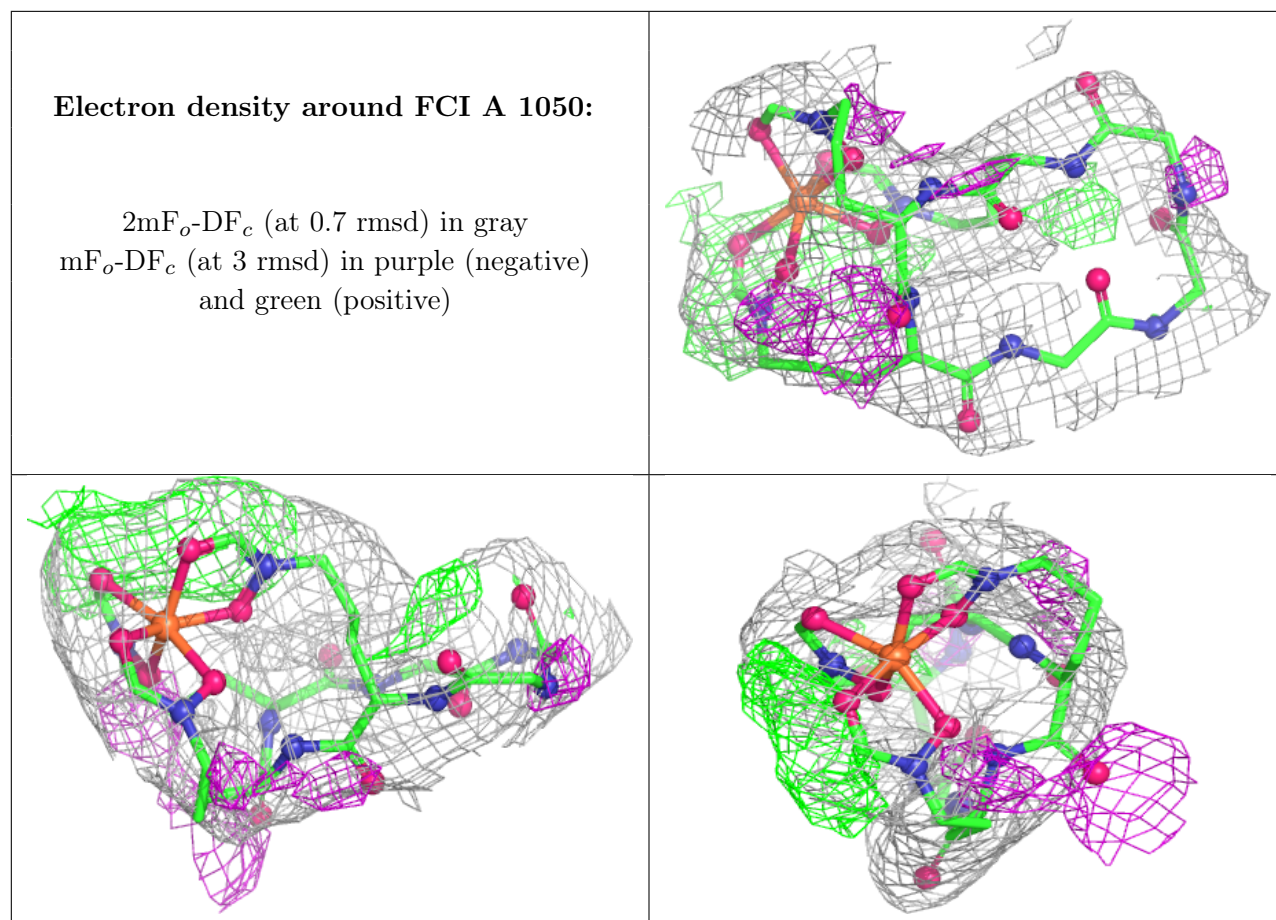 Electron density around FCI A 1050:
2mFo-DFc (at 0.7 rmsd) in gray
mFo-DFc (at 3 rmsd) in purple (negative)
and green (positive)